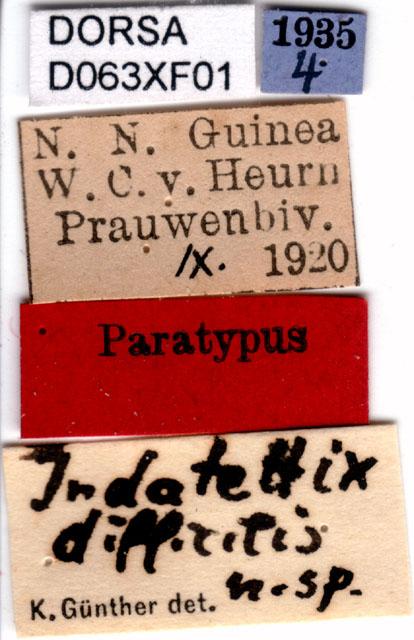 DORSA
D063XF01
1935
4.
N. N. Guinea
W. C. v. Heurn
Prauwenbiv.
IX. 1920
Paratypus
Indatettix
difficilis
n. sp.
K. Günther det.